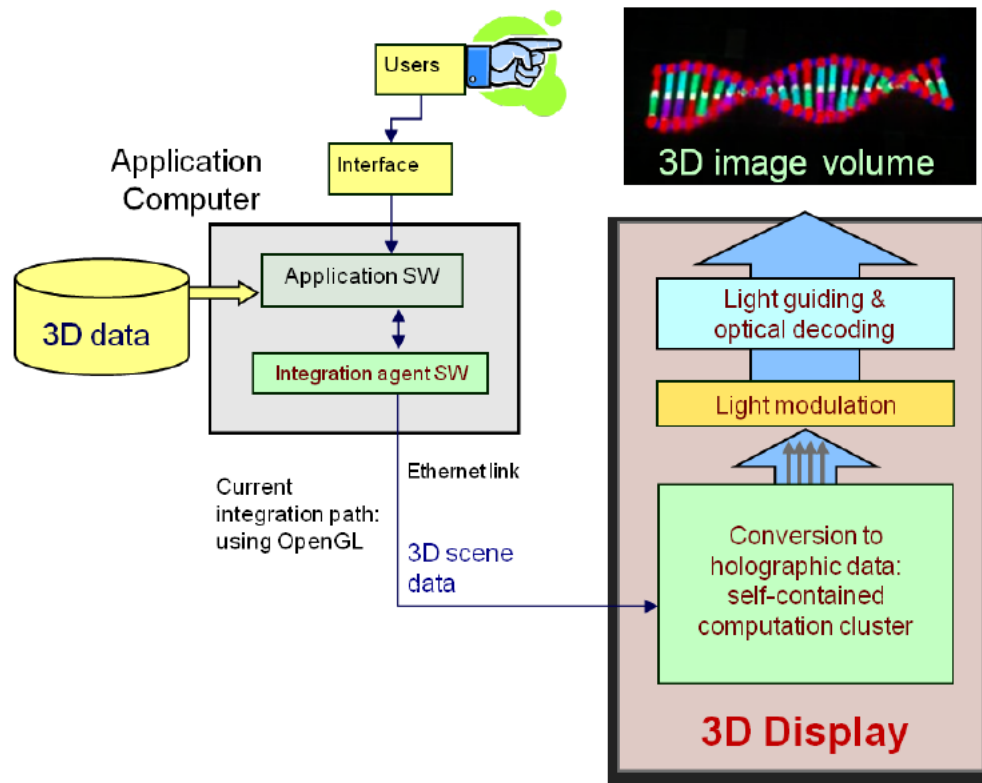 Users
Interface
Application
Computer
Application SW
3D data
Integration agent SW
Ethernet link
Current
integration path:
using OpenGL
3D scene
data
3D image volume
Light guiding &
optical decoding
Light modulation
Conversion to
holographic data:
self-contained
computation cluster
3D Display